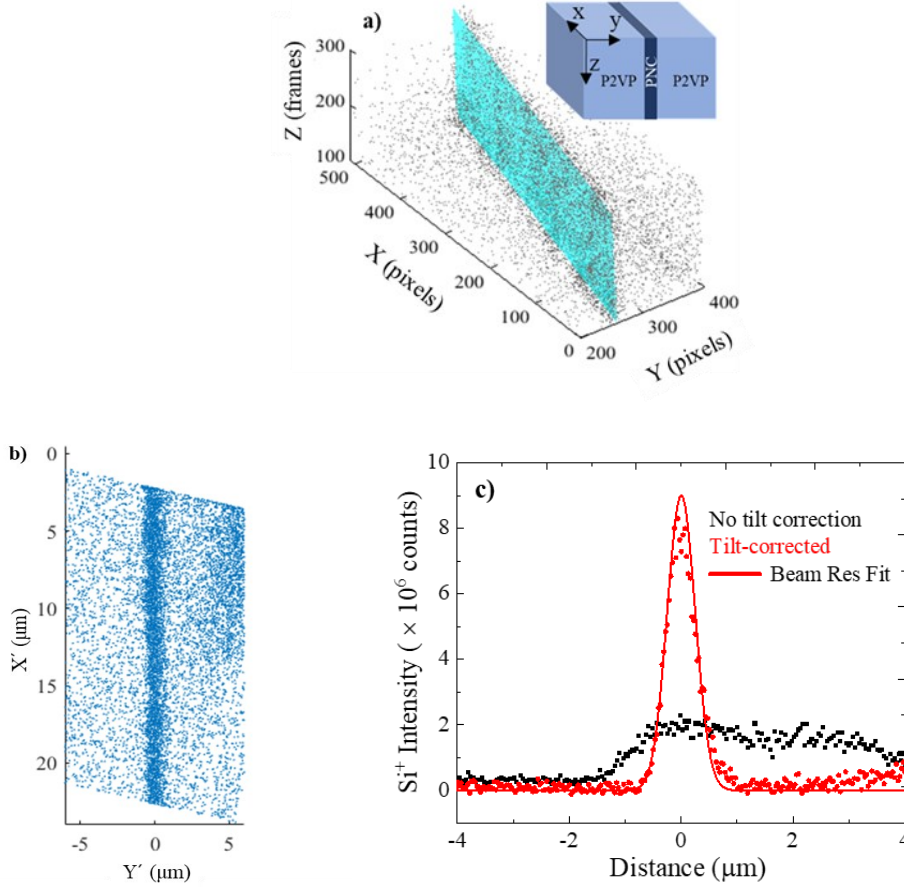 a)
x
y
z
P2VP
PNC
P2VP
Z (frames)
300
200
100
500
400
300
200
100
0
X (pixels)
200
300
400
Y (pixels)
b)
0
5
10
15
20
X´ (μm)
-5
0
5
Y´ (μm)
c)
Si⁺ Intensity ( × 10⁶ counts)
10
8
6
4
2
0
No tilt correction
Tilt-corrected
Beam Res Fit
-4
-2
0
2
4
Distance (μm)